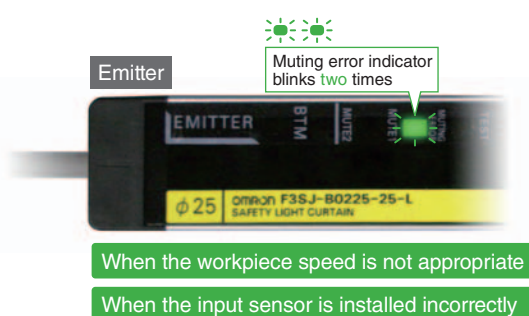 Emitter
Muting error indicator
blinks two times
EMITTER
BTM
MUTE2
MUTE1
TEST
φ25
OMRON F3SJ-B0225-25-L
SAFETY LIGHT CURTAIN
When the workpiece speed is not appropriate
When the input sensor is installed incorrectly